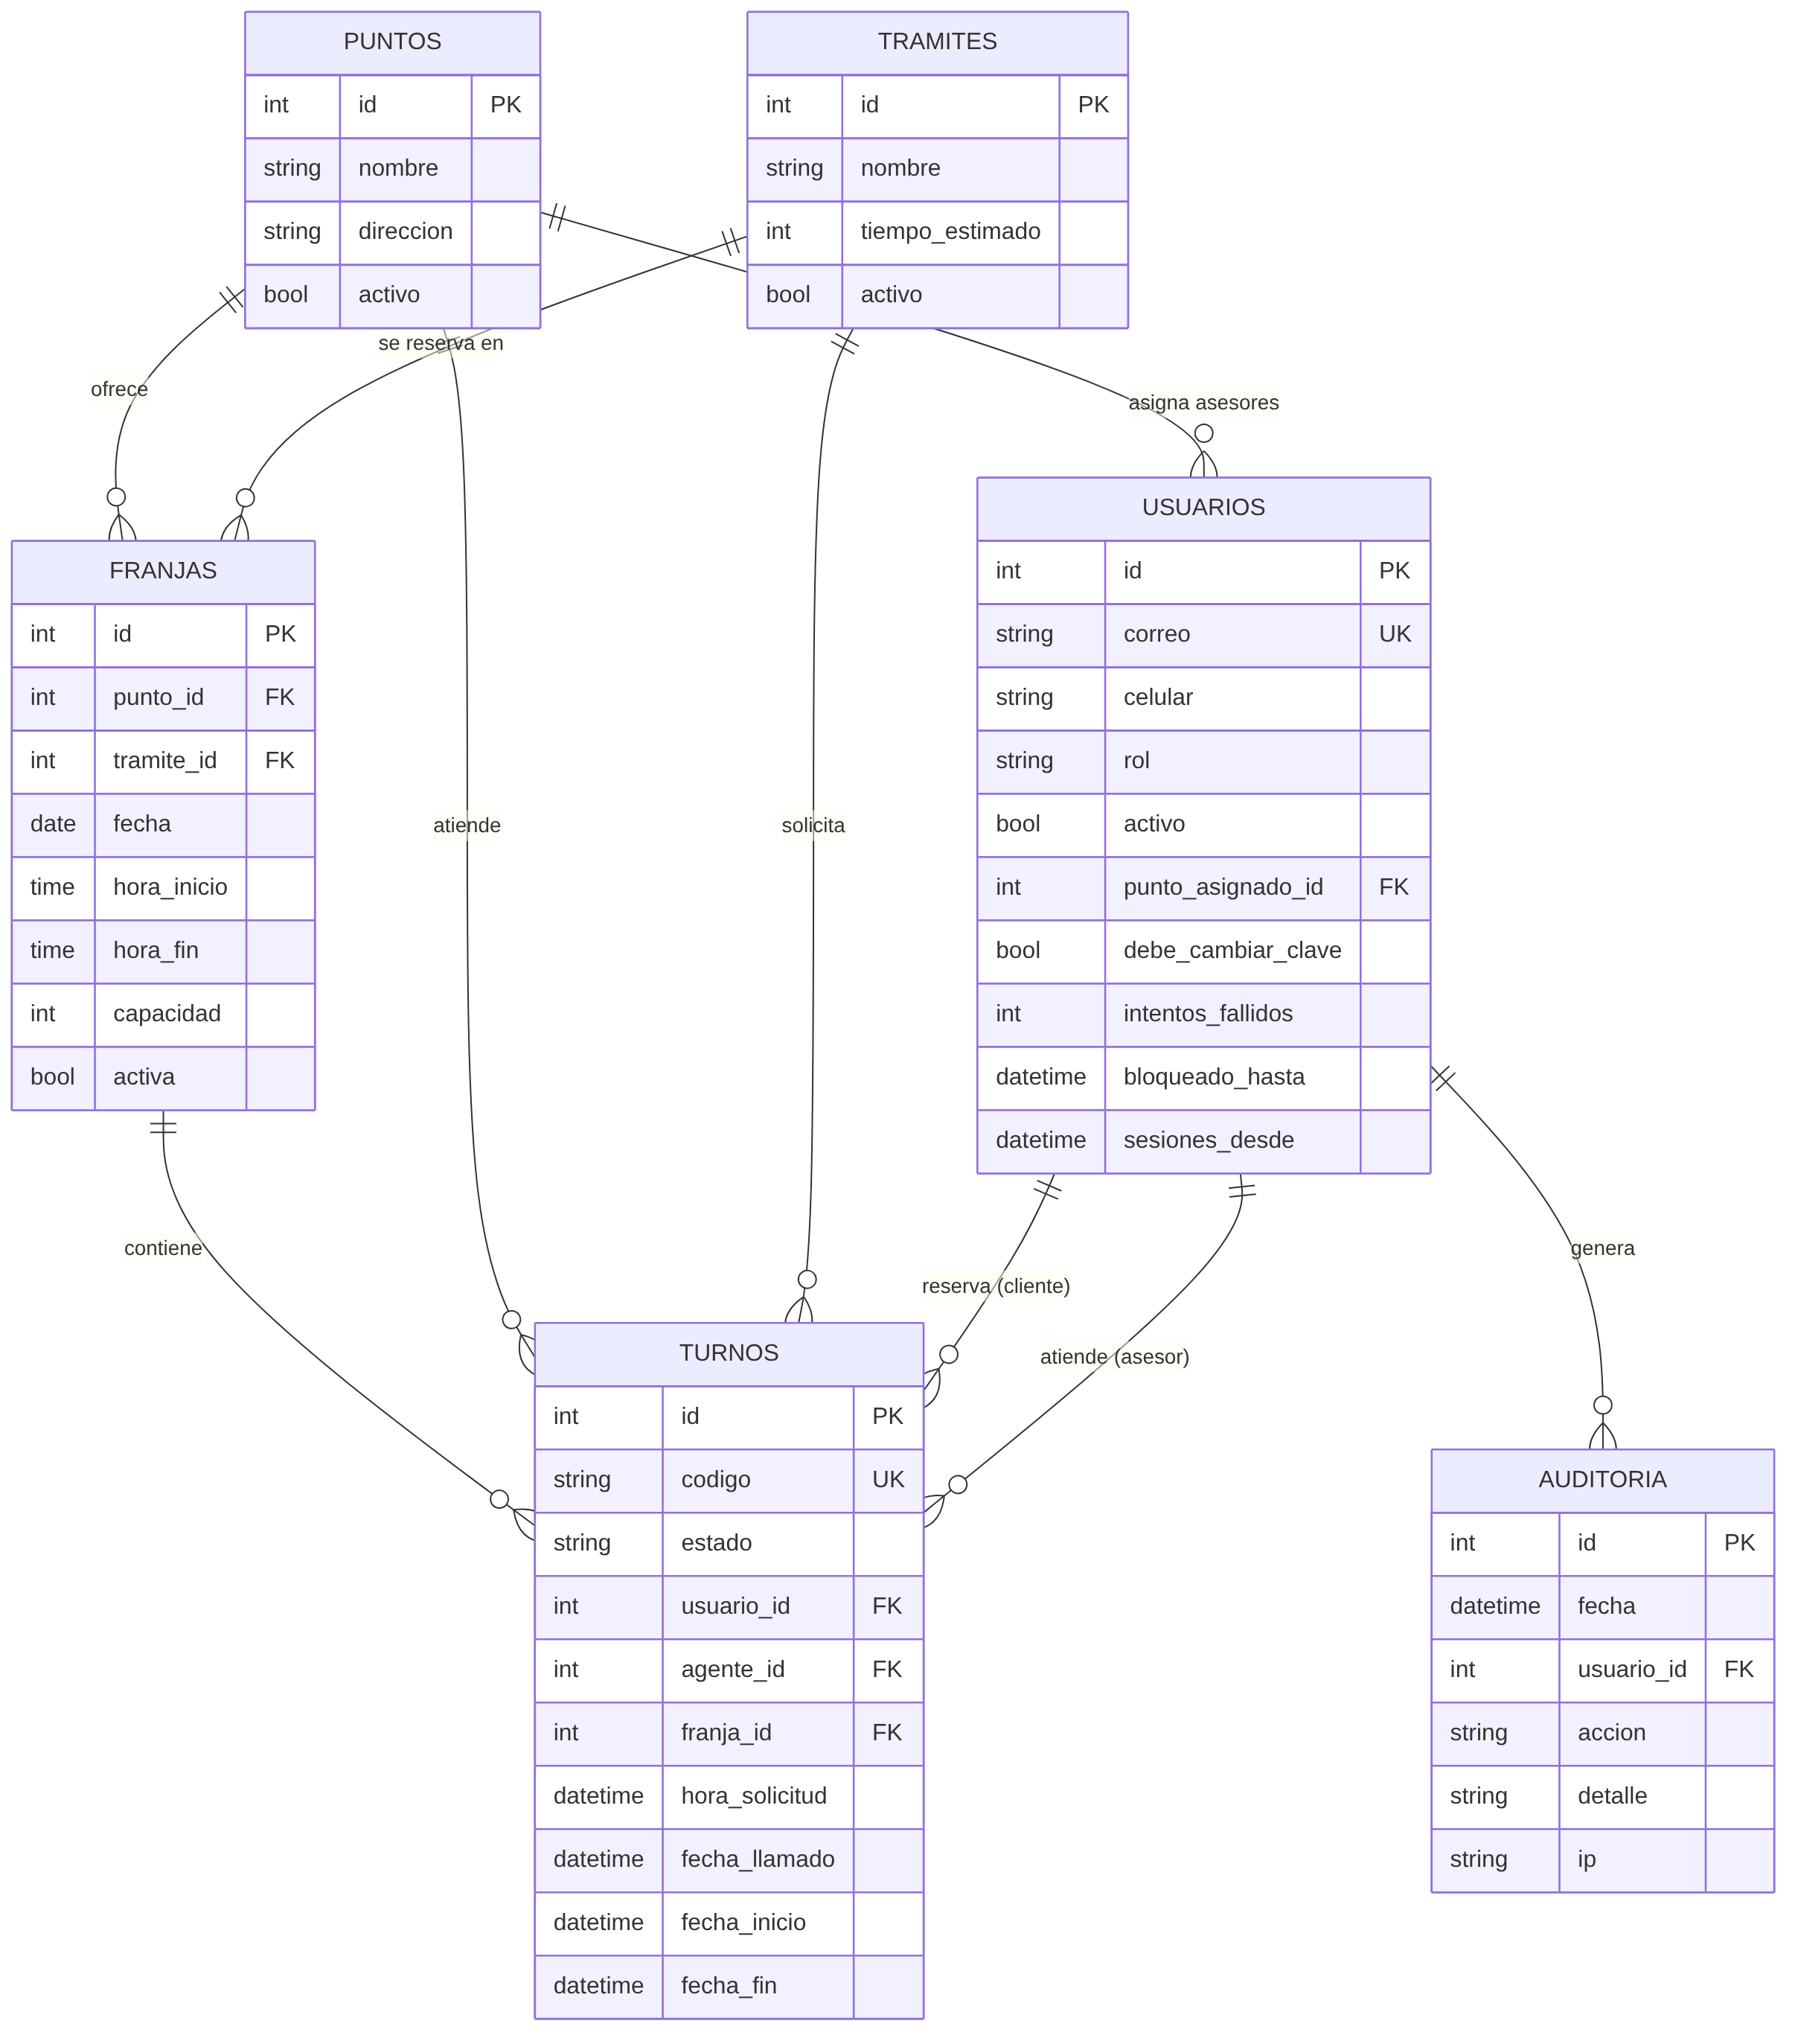 PUNTOS
int id PK
string nombre
string direccion
bool activo
TRAMITES
int id PK
string nombre
int tiempo_estimado
bool activo
se reserva en
ofrece
asigna asesores
FRANJAS
int id PK
int punto_id FK
int tramite_id FK
date fecha
time hora_inicio
time hora_fin
int capacidad
bool activa
atiende
solicita
USUARIOS
int id PK
string correo UK
string celular
string rol
bool activo
int punto_asignado_id FK
bool debe_cambiar_clave
int intentos_fallidos
datetime bloqueado_hasta
datetime sesiones_desde
contiene
reserva (cliente)
atiende (asesor)
genera
TURNOS
int id PK
string codigo UK
string estado
int usuario_id FK
int agente_id FK
int franja_id FK
datetime hora_solicitud
datetime fecha_llamado
datetime fecha_inicio
datetime fecha_fin
AUDITORIA
int id PK
datetime fecha
int usuario_id FK
string accion
string detalle
string ip